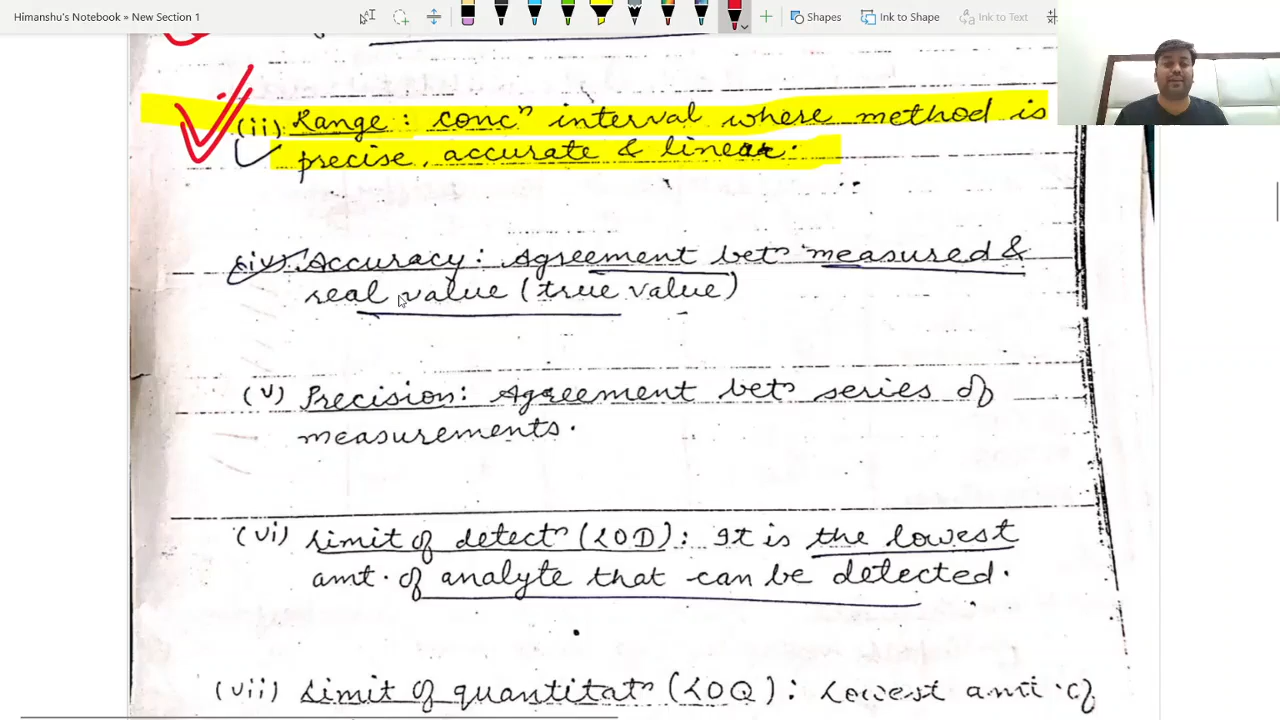 Himanshu's Notebook » New Section 1
Shapes
Ink to Shape
Ink to Text
(ii) Range: concⁿ interval where method is
precise, accurate & linear.
(iv) Accuracy: Agreement betⁿ measured &
real value (true value)
(v) Precision: Agreement betⁿ series of
measurements.
(vi) Limit of detectⁿ (LOD): It is the lowest
amt. of analyte that can be detected.
(vii) Limit of quantitatⁿ (LOQ): Lowest amt. of